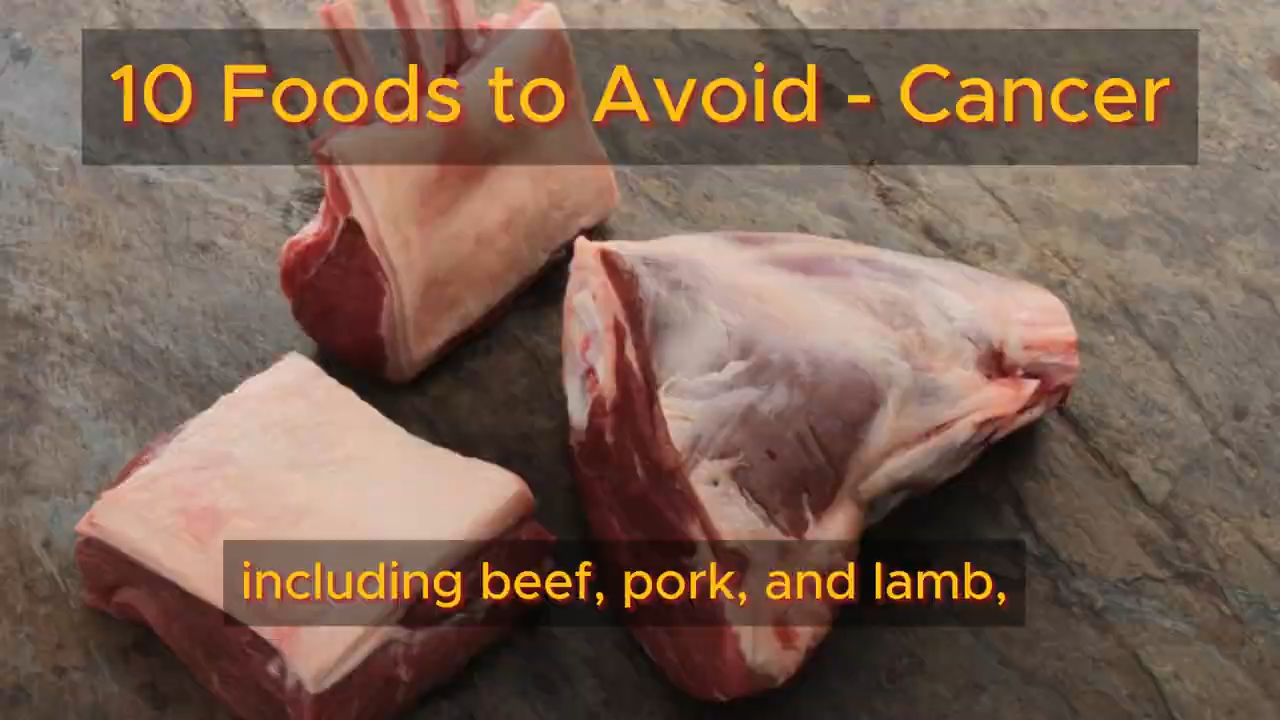 10 Foods to Avoid - Cancer
including beef, pork, and lamb,